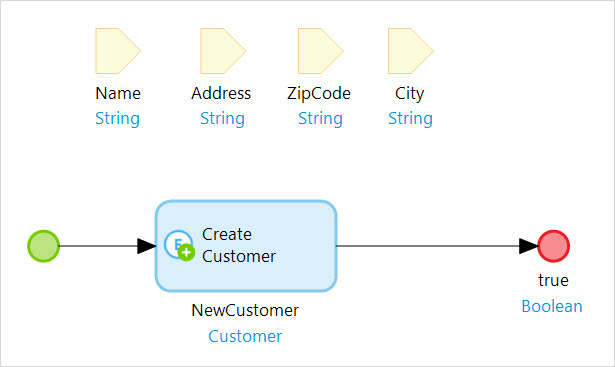 Name Address ZipCode City
String String String String
E
Create
Customer
NewCustomer
Customer
true
Boolean